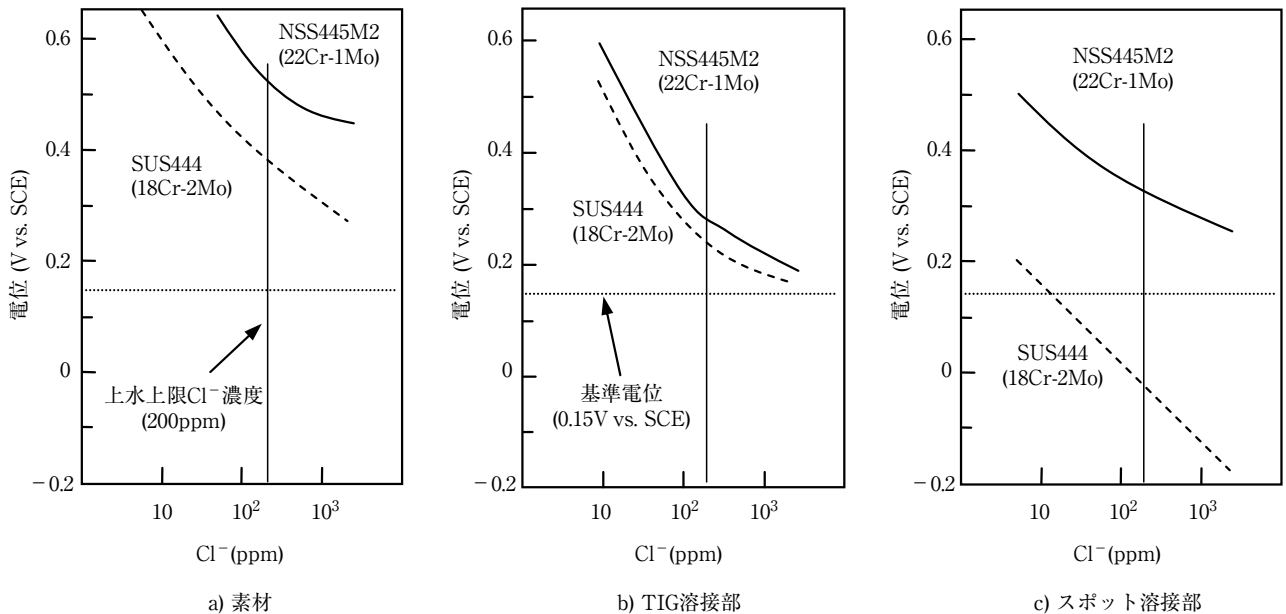 0.6
0.4
0.2
0
−0.2
電位 (V vs. SCE)
NSS445M2
(22Cr-1Mo)
SUS444
(18Cr-2Mo)
上水上限Cl⁻濃度
(200ppm)
10
10²
10³
Cl⁻(ppm)
a) 素材
0.6
0.4
0.2
0
−0.2
電位 (V vs. SCE)
NSS445M2
(22Cr-1Mo)
SUS444
(18Cr-2Mo)
基準電位
(0.15V vs. SCE)
10
10²
10³
Cl⁻(ppm)
b) TIG溶接部
0.6
0.4
0.2
0
−0.2
電位 (V vs. SCE)
NSS445M2
(22Cr-1Mo)
SUS444
(18Cr-2Mo)
10
10²
10³
Cl⁻(ppm)
c) スポット溶接部